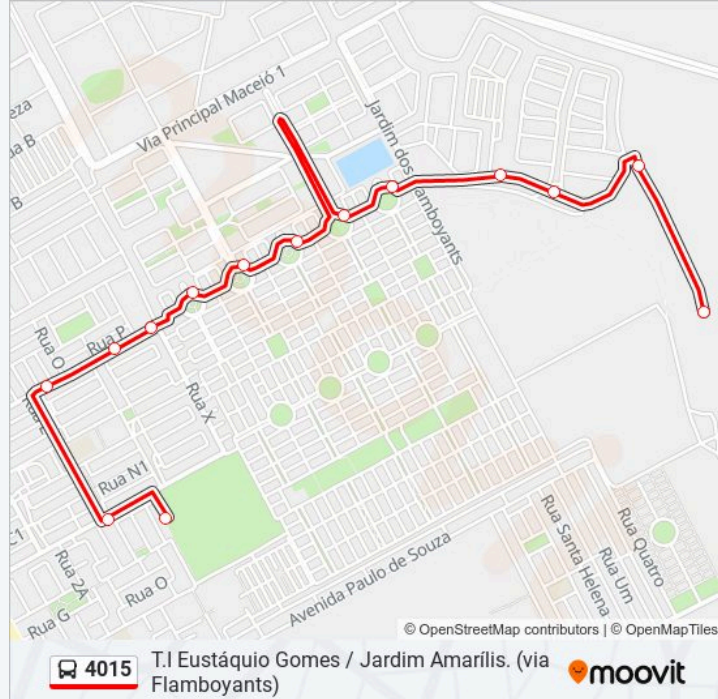 eza
Via Principal Maceió 1
Rua B
B
Jardim dos Flamboyants
Rua O
Rua P
Rua X
Rua N1
C1
Rua 2A
Rua O
Rua G
Avenida Paulo de Souza
Rua Santa Helena
Rua Um
Rua Quatro
© OpenStreetMap contributors | © OpenMapTiles
4015
T.I Eustáquio Gomes / Jardim Amarílis. (via
Flamboyants)
moovit